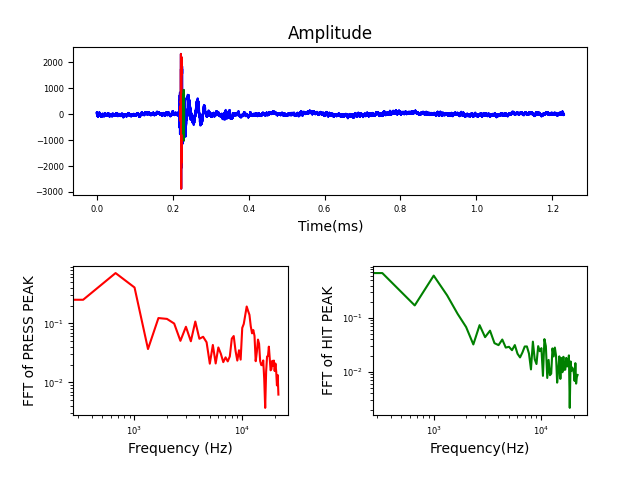 Amplitude
2000
1000
0
−1000
−2000
−3000
0.0 0.2 0.4 0.6 0.8 1.0 1.2
Time(ms)
FFT of PRESS PEAK
10⁻¹
10⁻²
10³ 10⁴
Frequency (Hz)
FFT of HIT PEAK
10⁻¹
10⁻²
10³ 10⁴
Frequency(Hz)